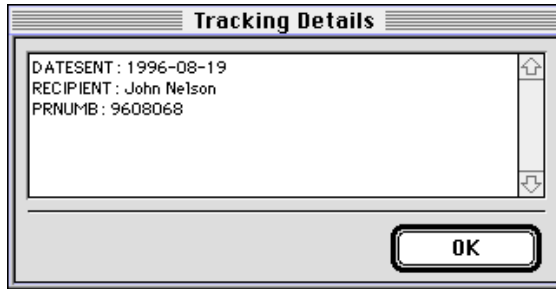 Tracking Details
DATESENT : 1996-08-19
RECIPIENT : John Nelson
PRNUMB : 9608068
OK